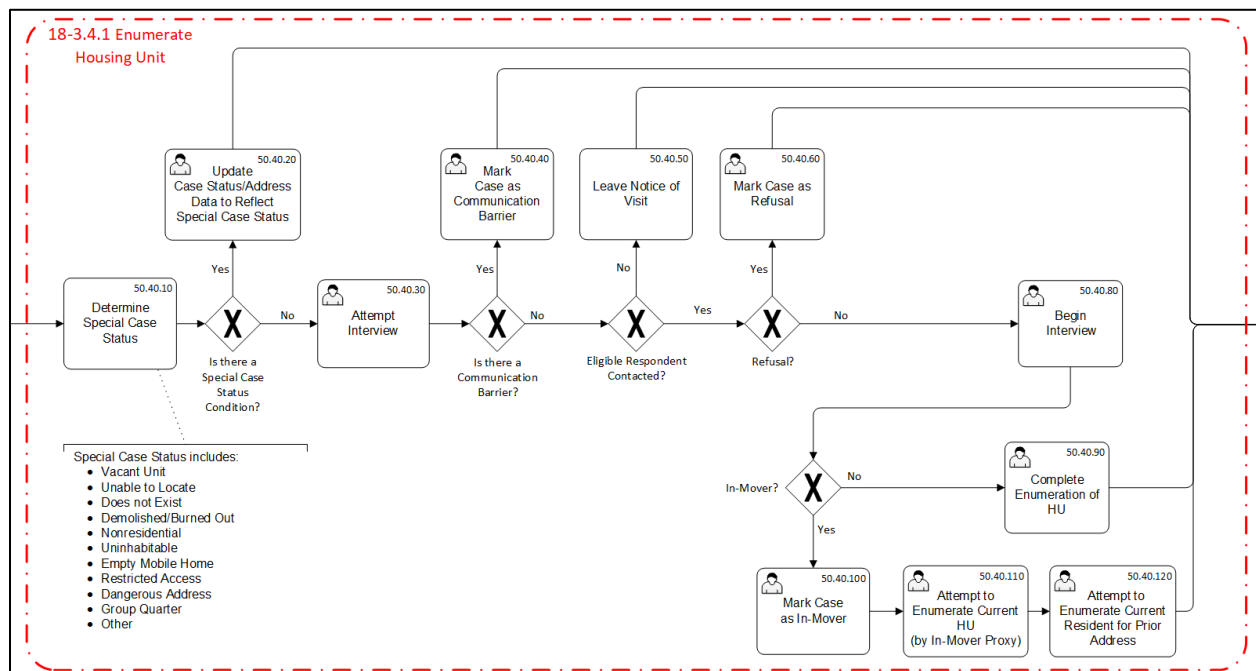 18-3.4.1 Enumerate
Housing Unit
50.40.20
Update
Case Status/Address
Data to Reflect
Special Case Status
50.40.40
Mark
Case as
Communication
Barrier
50.40.50
Leave Notice of
Visit
50.40.60
Mark Case as
Refusal
Yes
Yes
No
Yes
50.40.10
Determine
Special Case
Status
X
No
50.40.30
Attempt
Interview
X
No
X
Yes
X
No
50.40.80
Begin
Interview
Is there a
Special Case
Status
Condition?
Is there a
Communication
Barrier?
Eligible Respondent
Contacted?
Refusal?
Special Case Status includes:
• Vacant Unit
• Unable to Locate
• Does not Exist
• Demolished/Burned Out
• Nonresidential
• Uninhabitable
• Empty Mobile Home
• Restricted Access
• Dangerous Address
• Group Quarter
• Other
In-Mover?
X
No
50.40.90
Complete
Enumeration of
HU
Yes
50.40.100
Mark Case
as In-Mover
50.40.110
Attempt to
Enumerate Current
HU
(by In-Mover Proxy)
50.40.120
Attempt to
Enumerate Current
Resident for Prior
Address